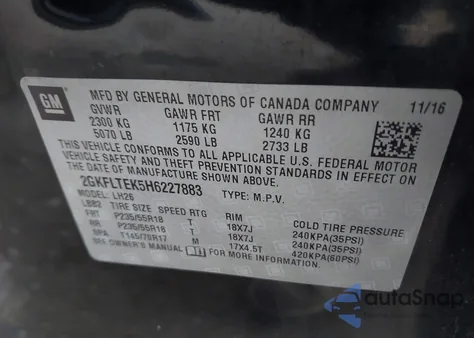 GM
MFD BY GENERAL MOTORS OF CANADA COMPANY 11/16
GVWR GAWR FRT GAWR RR
2300 KG 1175 KG 1240 KG
5070 LB 2590 LB 2733 LB
THIS VEHICLE CONFORMS TO ALL APPLICABLE U.S. FEDERAL MOTOR
VEHICLE SAFETY AND THEFT PREVENTION STANDARDS
IN EFFECT ON THE DATE OF MANUFACTURE SHOWN ABOVE.
2GKFLTEK5H6227883 TYPE: M.P.V.
MODEL: LH26
LBB2 TIRE SIZE SPEED RTG RIM COLD TIRE PRESSURE
FRT P235/55R18 T 18X7J 240KPA(35PSI)
RR P235/55R18 T 18X7J 240KPA(35PSI)
SPA T145/70R17 M 17X4.5T 420KPA(60PSI)
SEE OWNER'S MANUAL FOR MORE INFORMATION.
autoSnap